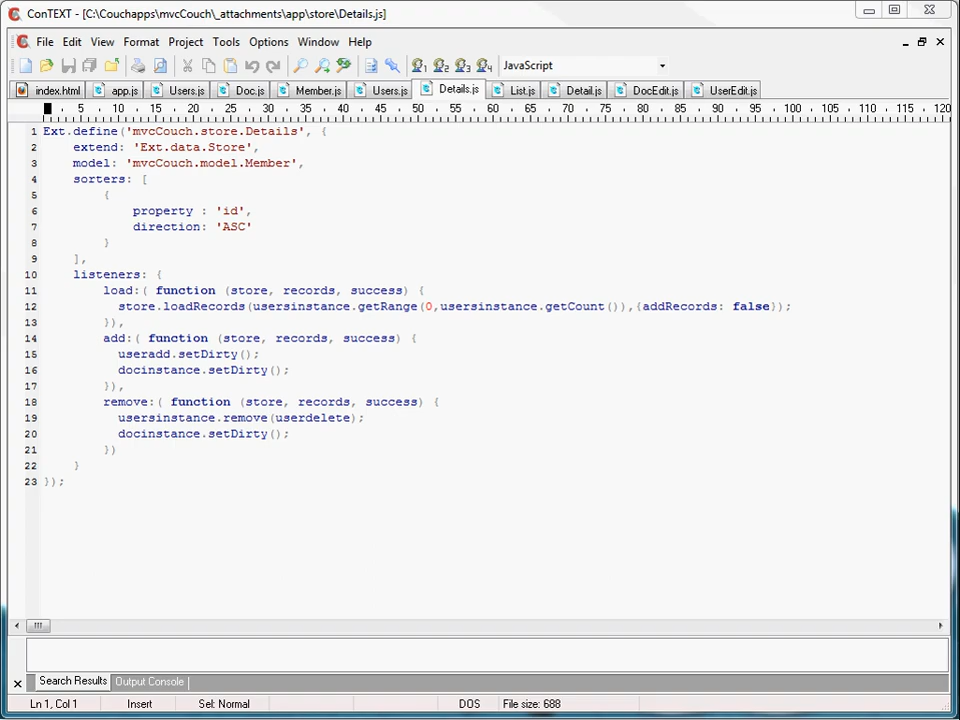 ConTEXT - [C:\Couchapps\mvcCouch\_attachments\app\store\Details.js]
File Edit View Format Project Tools Options Window Help
1 2 3 4 JavaScript
index.html app.js Users.js Doc.js Member.js Users.js Details.js List.js Detail.js DocEdit.js UserEdit.js
5 10 15 20 25 30 35 40 45 50 55 60 65 70 75 80 85 90 95 100 105 110 115 120
1 Ext.define('mvcCouch.store.Details', {
2 extend: 'Ext.data.Store',
3 model: 'mvcCouch.model.Member',
4 sorters: [
5 {
6 property : 'id',
7 direction: 'ASC'
8 }
9 ],
10 listeners: {
11 load:( function (store, records, success) {
12 store.loadRecords(usersinstance.getRange(0,usersinstance.getCount()),{addRecords: false});
13 }),
14 add:( function (store, records, success) {
15 useradd.setDirty();
16 docinstance.setDirty();
17 }),
18 remove:( function (store, records, success) {
19 usersinstance.remove(userdelete);
20 docinstance.setDirty();
21 })
22 }
23 });
Search Results Output Console
Ln 1, Col 1 Insert Sel: Normal DOS File size: 688